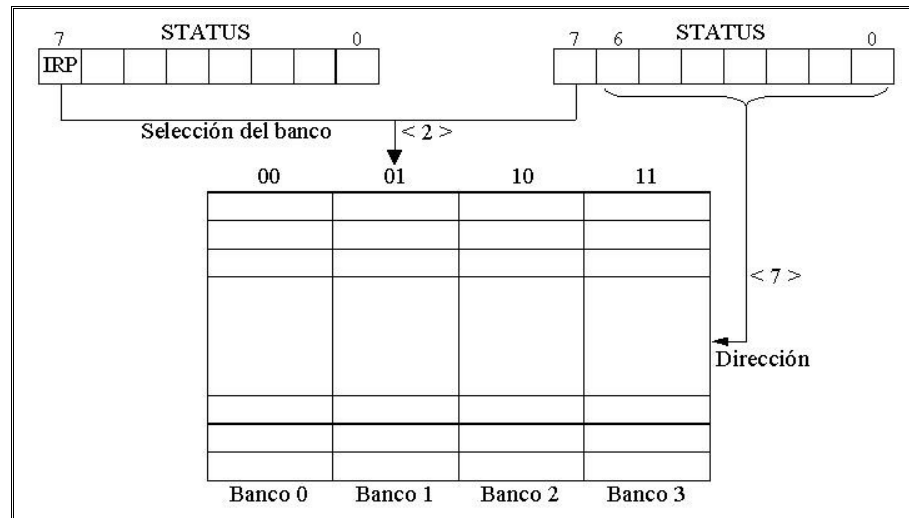 STATUS
7 0
IRP
STATUS
7 6 0
Selección del banco < 2 >
00 01 10 11
< 7 >
Dirección
Banco 0 Banco 1 Banco 2 Banco 3